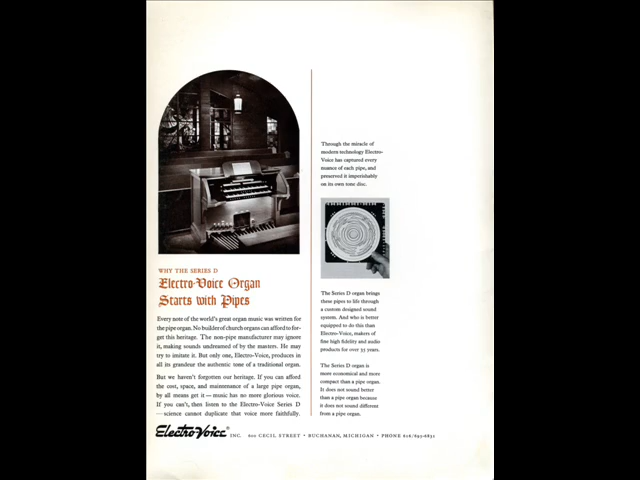 WHY THE SERIES D
Electro-Voice Organ
Starts with Pipes
Every note of the world's great organ music was written for
the pipe organ. No builder of church organs can afford to for-
get this heritage. The non-pipe manufacturer may ignore
it, making sounds undreamed of by the masters. He may
try to imitate it. But only one, Electro-Voice, produces in
all its grandeur the authentic tone of a traditional organ.
But we haven't forgotten our heritage. If you can afford
the cost, space, and maintenance of a large pipe organ,
by all means get it — music has no more glorious voice.
If you can't, then listen to the Electro-Voice Series D
—science cannot duplicate that voice more faithfully.
Through the miracle of
modern technology Electro-
Voice has captured every
nuance of each pipe, and
preserved it imperishably
on its own tone disc.
The Series D organ brings
these pipes to life through
a custom designed sound
system. And who is better
equipped to do this than
Electro-Voice, makers of
fine high fidelity and audio
products for over 35 years.
The Series D organ is
more economical and more
compact than a pipe organ.
It does not sound better
than a pipe organ because
it does not sound different
from a pipe organ.
Electro-Voice® INC. 600 CECIL STREET • BUCHANAN, MICHIGAN • PHONE 616/695-6831